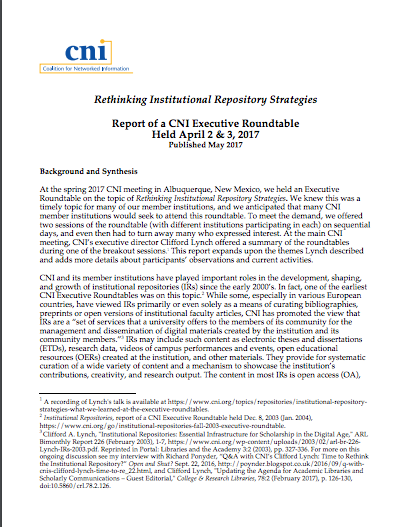 cni
Coalition for Networked Information
Rethinking Institutional Repository Strategies
Report of a CNI Executive Roundtable
Held April 2 & 3, 2017
Published May 2017
Background and Synthesis
At the spring 2017 CNI meeting in Albuquerque, New Mexico, we held an Executive
Roundtable on the topic of Rethinking Institutional Repository Strategies. We knew this was a
timely topic for many of our member institutions, and we anticipated that many CNI
member institutions would seek to attend this roundtable. To meet the demand, we offered
two sessions of the roundtable (with different institutions participating in each) on sequential
days, and even then had to turn away many who expressed interest. At the main CNI
meeting, CNI's executive director Clifford Lynch offered a summary of the roundtables
during one of the breakout sessions.1 This report expands upon the themes Lynch described
and adds more details about participants' observations and current activities.
CNI and its member institutions have played important roles in the development, shaping,
and growth of institutional repositories (IRs) since the early 2000's. In fact, one of the earliest
CNI Executive Roundtables was on this topic.2 While some, especially in various European
countries, have viewed IRs primarily or even solely as a means of curating bibliographies,
preprints or open versions of institutional faculty articles, CNI has promoted the view that
IRs are a "set of services that a university offers to the members of its community for the
management and dissemination of digital materials created by the institution and its
community members."3 IRs may include such content as electronic theses and dissertations
(ETDs), research data, videos of campus performances and events, open educational
resources (OERs) created at the institution, and other materials. They provide for systematic
curation of a wide variety of content and a mechanism to showcase the institution's
contributions, creativity, and research output. The content in most IRs is open access (OA),
1 A recording of Lynch's talk is available at https://www.cni.org/topics/repositories/institutional-repository-
strategies-what-we-learned-at-the-executive-roundtables.
2 Institutional Repositories, report of a CNI Executive Roundtable held Dec. 8, 2003 (Jan. 2004),
https://www.cni.org/go/institutional-repositories-fall-2003-executive-roundtable.
3 Clifford A. Lynch, "Institutional Repositories: Essential Infrastructure for Scholarship in the Digital Age," ARL
Bimonthly Report 226 (February 2003), 1-7, https://www.cni.org/wp-content/uploads/2003/02/arl-br-226-
Lynch-IRs-2003.pdf. Reprinted in Portal: Libraries and the Academy 3:2 (2003), pp. 327-336. For more on this
ongoing discussion see my interview with Richard Ponyder, "Q&A with CNI's Clifford Lynch: Time to Rethink
the Institutional Repository?" Open and Shut? Sept. 22, 2016, http://poynder.blogspot.co.uk/2016/09/q-with-
cnis-clifford-lynch-time-to-re_22.html, and Clifford Lynch, "Updating the Agenda for Academic Libraries and
Scholarly Communications – Guest Editorial," College & Research Libraries, 78:2 (February 2017), p. 126-130,
doi:10.5860/crl.78.2.126.